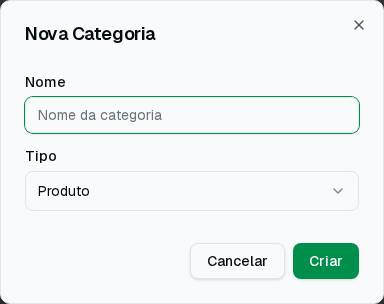 Nova Categoria
Nome
Nome da categoria
Tipo
Produto
Cancelar
Criar